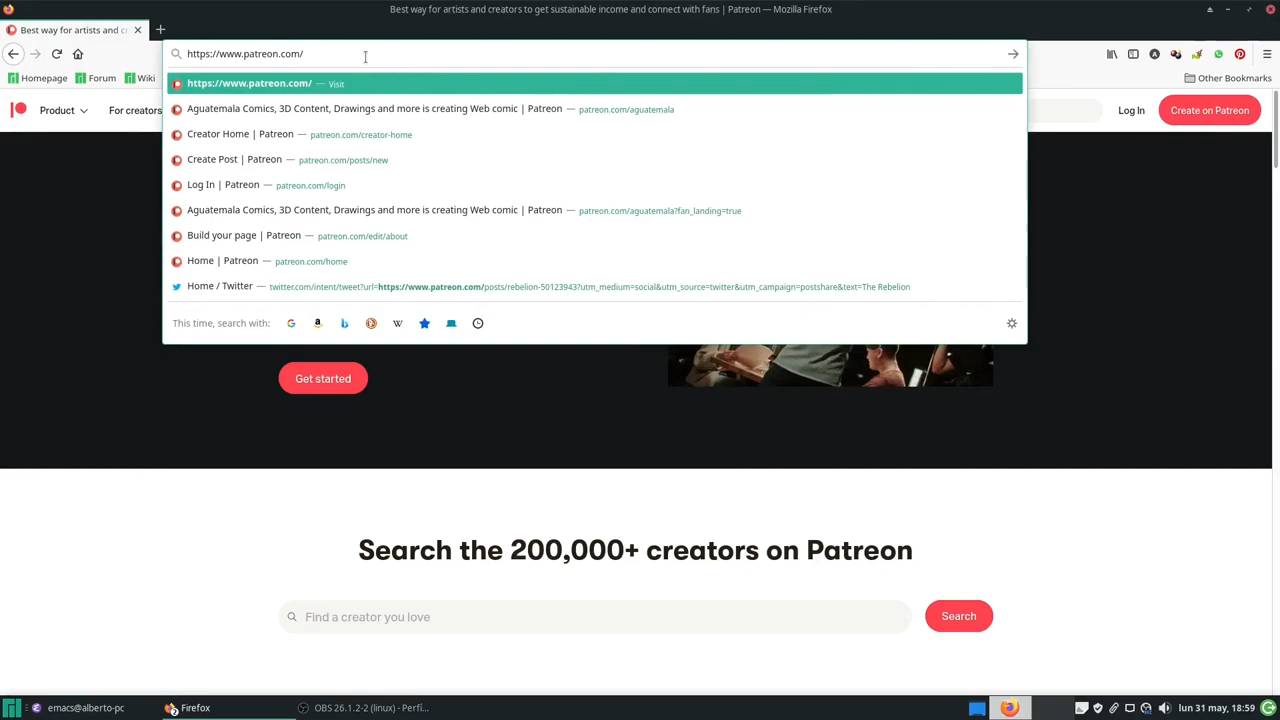 Best way for artists and creators to get sustainable income and connect with fans | Patreon — Mozilla Firefox
Best way for artists and cr
https://www.patreon.com/
Homepage Forum Wiki Other Bookmarks
https://www.patreon.com/ — Visit
Aguatemala Comics, 3D Content, Drawings and more is creating Web comic | Patreon — patreon.com/aguatemala
Creator Home | Patreon — patreon.com/creator-home
Create Post | Patreon — patreon.com/posts/new
Log In | Patreon — patreon.com/login
Aguatemala Comics, 3D Content, Drawings and more is creating Web comic | Patreon — patreon.com/aguatemala?fan_landing=true
Build your page | Patreon — patreon.com/edit/about
Home | Patreon — patreon.com/home
Home / Twitter — twitter.com/intent/tweet?url=https://www.patreon.com/posts/rebelion-50123943?utm_medium=social&utm_source=twitter&utm_campaign=postshare&text=The Rebelion
This time, search with:
Product For creators Log In Create on Patreon
Get started
Search the 200,000+ creators on Patreon
Find a creator you love Search
emacs@alberto-pc Firefox OBS 26.1.2-2 (linux) - Perfi... lun 31 may, 18:59